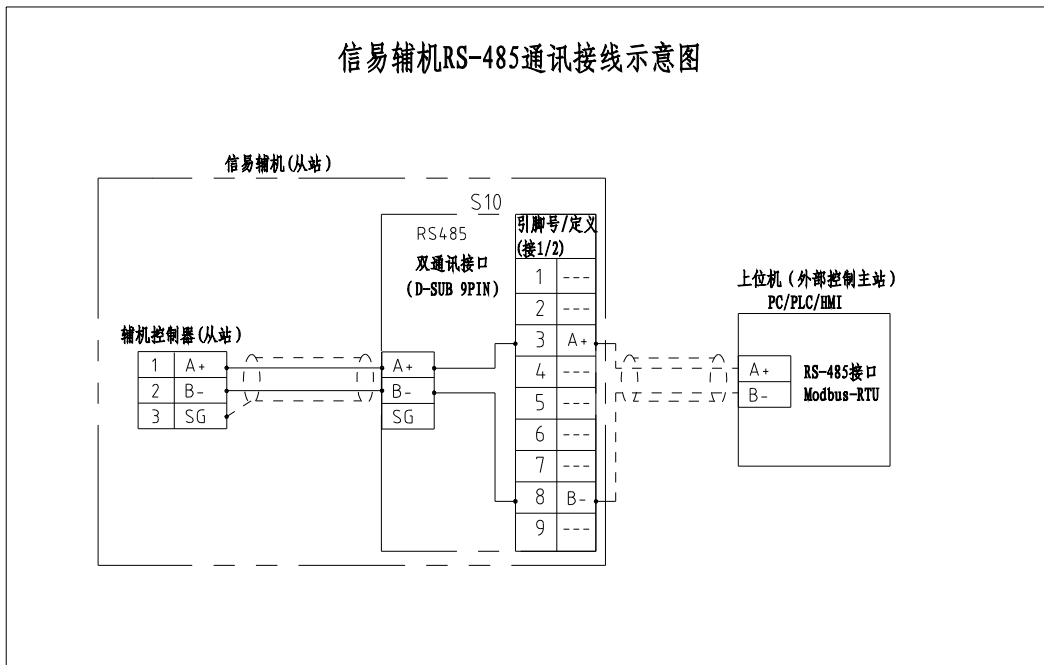 信易辅机RS-485通讯接线示意图
信易辅机(从站)
S10
RS485
双通讯接口
(D-SUB 9PIN)
引脚号/定义
(接1/2)
1 ---
2 ---
3 A+
4 ---
5 ---
6 ---
7 ---
8 B-
9 ---
辅机控制器(从站)
1 A+
2 B-
3 SG
A+
B-
SG
上位机(外部控制主站)
PC/PLC/HMI
A+
B-
RS-485接口
Modbus-RTU